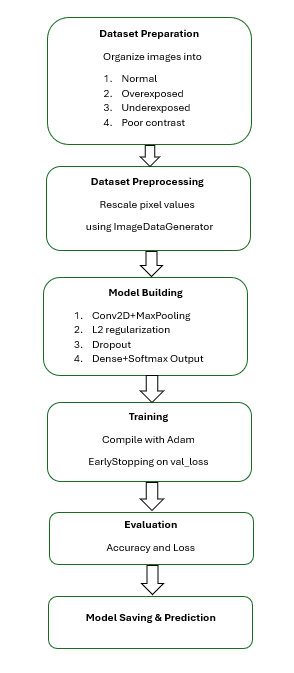 Dataset Preparation
Organize images into
1. Normal
2. Overexposed
3. Underexposed
4. Poor contrast
Dataset Preprocessing
Rescale pixel values
using ImageDataGenerator
Model Building
1. Conv2D+MaxPooling
2. L2 regularization
3. Dropout
4. Dense+Softmax Output
Training
Compile with Adam
EarlyStopping on val_loss
Evaluation
Accuracy and Loss
Model Saving & Prediction